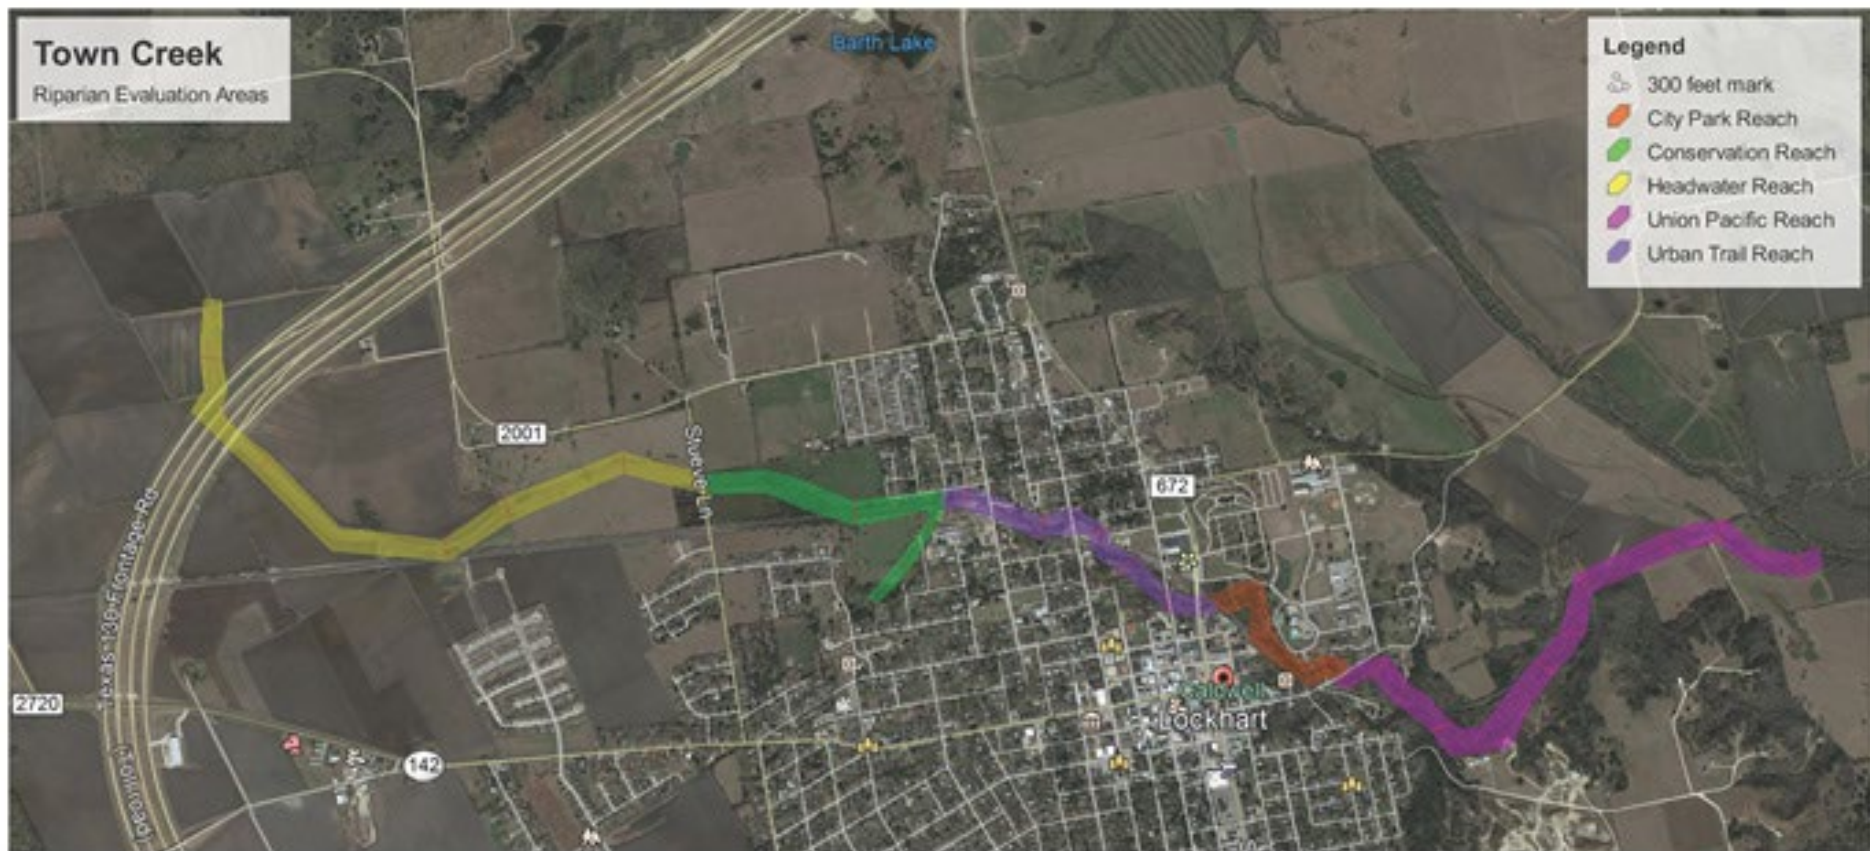 Town Creek
Riparian Evaluation Areas
Barth Lake
Legend
300 feet mark
City Park Reach
Conservation Reach
Headwater Reach
Union Pacific Reach
Urban Trail Reach
2001
Stueve Ln
672
Texas 130 Frontage Rd
2720
Caldwell
Lockhart
142